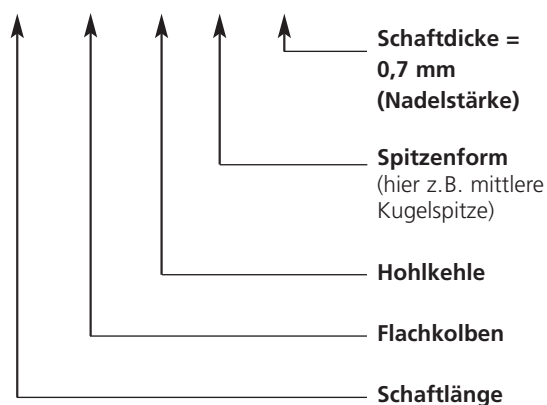 Schaftdicke =
0,7 mm
(Nadelstärke)
Spitzenform
(hier z.B. mittlere
Kugelspitze)
Hohlkehle
Flachkolben
Schaftlänge